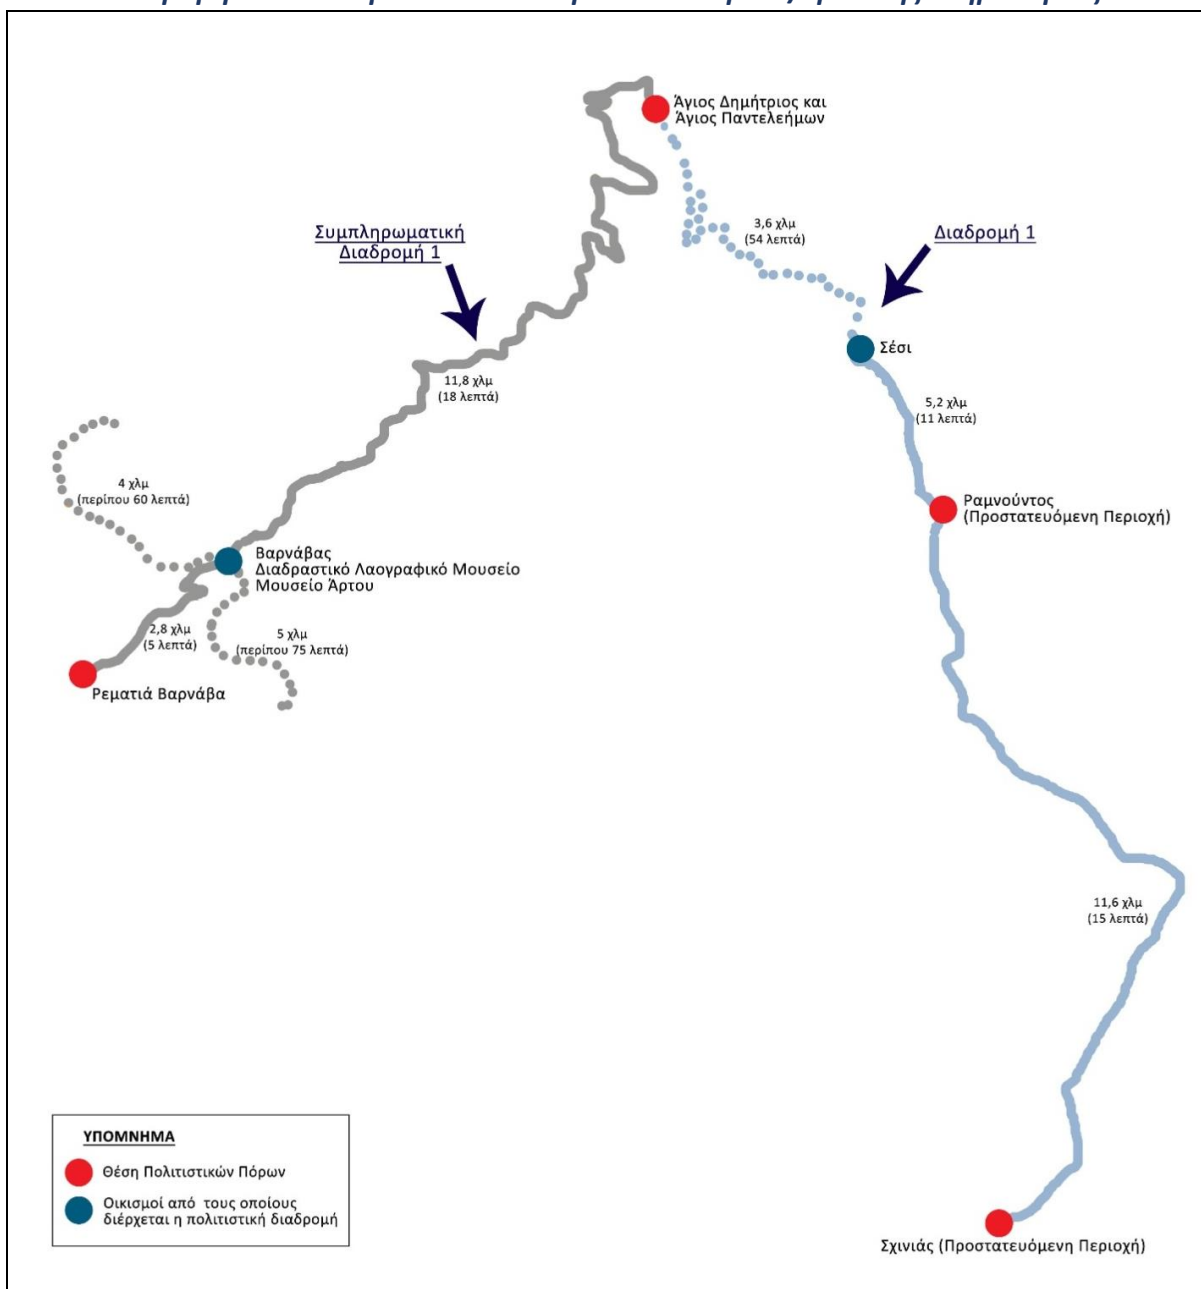 Άγιος Δημήτριος και
Άγιος Παντελεήμων
Συμπληρωματική
Διαδρομή 1
3,6 χλμ
(54 λεπτά)
Διαδρομή 1
Σέσι
11,8 χλμ
(18 λεπτά)
5,2 χλμ
(11 λεπτά)
4 χλμ
(περίπου 60 λεπτά)
Ραμνούντος
(Προστατευόμενη Περιοχή)
Βαρνάβας
Διαδραστικό Λαογραφικό Μουσείο
Μουσείο Άρτου
2,8 χλμ
(5 λεπτά)
5 χλμ
(περίπου 75 λεπτά)
Ρεματιά Βαρνάβα
11,6 χλμ
(15 λεπτά)
ΥΠΟΜΝΗΜΑ
Θέση Πολιτιστικών Πόρων
Οικισμοί από τους οποίους
διέρχεται η πολιτιστική διαδρομή
Σχινιάς (Προστατευόμενη Περιοχή)